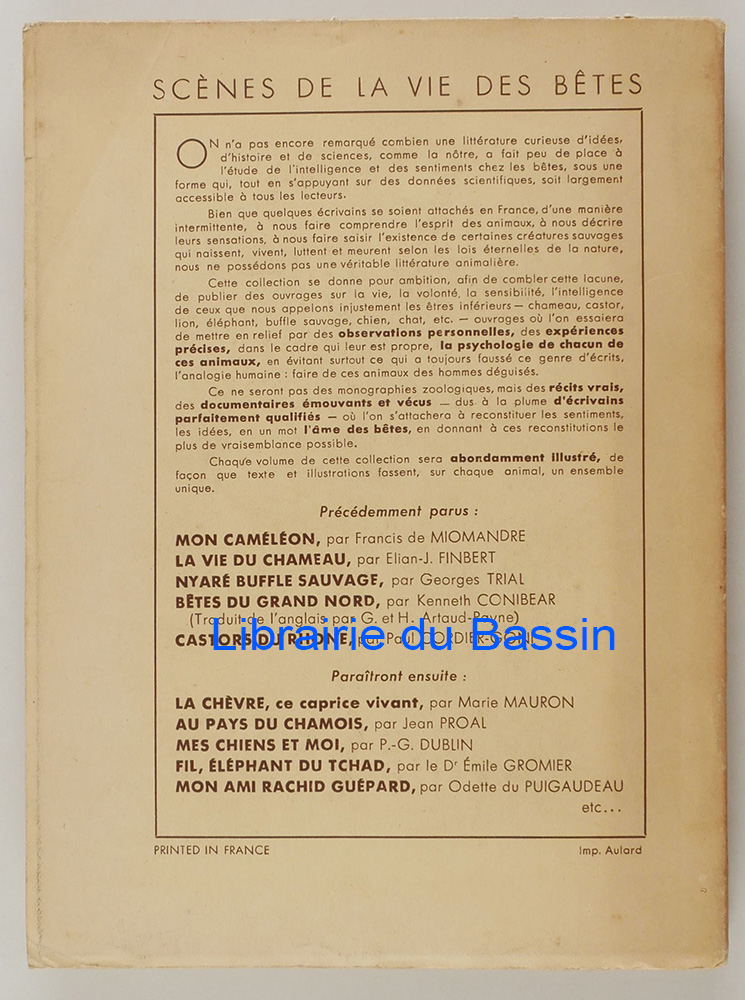 SCÈNES DE LA VIE DES BÊTES
ON n'a pas encore remarqué combien une littérature curieuse d'idées,
d'histoire et de sciences, comme la nôtre, a fait peu de place à
l'étude de l'intelligence et des sentiments chez les bêtes, sous une
forme qui, tout en s'appuyant sur des données scientifiques, soit largement
accessible à tous les lecteurs.
Bien que quelques écrivains se soient attachés en France, d'une manière
intermittente, à nous faire comprendre l'esprit des animaux, à nous décrire
leurs sensations, à nous faire saisir l'existence de certaines créatures sauvages
qui naissent, vivent, luttent et meurent selon les lois éternelles de la nature,
nous ne possédons pas une véritable littérature animalière.
Cette collection se donne pour ambition, afin de combler cette lacune,
de publier des ouvrages sur la vie, la volonté, la sensibilité, l'intelligence
de ceux que nous appelons injustement les êtres inférieurs — chameau, castor,
lion, éléphant, buffle sauvage, chien, chat, etc. — ouvrages où l'on essaiera
de mettre en relief par des observations personnelles, des expériences
précises, dans le cadre qui leur est propre, la psychologie de chacun de
ces animaux, en évitant surtout ce qui a toujours faussé ce genre d'écrits,
l'analogie humaine : faire de ces animaux des hommes déguisés.
Ce ne seront pas des monographies zoologiques, mais des récits vrais,
des documentaires émouvants et vécus — dus à la plume d'écrivains
parfaitement qualifiés — où l'on s'attachera à reconstituer les sentiments,
les idées, en un mot l'âme des bêtes, en donnant à ces reconstitutions le
plus de vraisemblance possible.
Chaque volume de cette collection sera abondamment illustré, de
façon que texte et illustrations fassent, sur chaque animal, un ensemble
unique.
Précédemment parus :
MON CAMÉLÉON, par Francis de MIOMANDRE
LA VIE DU CHAMEAU, par Elian-J. FINBERT
NYARÉ BUFFLE SAUVAGE, par Georges TRIAL
BÊTES DU GRAND NORD, par Kenneth CONIBEAR
(Traduit de l'anglais par G. et H. Artaud-Payne)
CASTORS DU RHÔNE, par Paul CORDIER-GONI
Librairie du Bassin
Paraîtront ensuite :
LA CHÈVRE, ce caprice vivant, par Marie MAURON
AU PAYS DU CHAMOIS, par Jean PROAL
MES CHIENS ET MOI, par P.-G. DUBLIN
FIL, ÉLÉPHANT DU TCHAD, par le Dr Émile GROMIER
MON AMI RACHID GUÉPARD, par Odette du PUIGAUDEAU
etc...
PRINTED IN FRANCE
Imp. Aulard